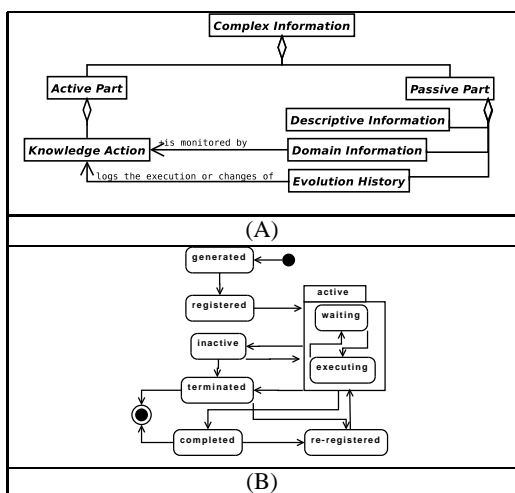 Complex Information
Active Part
Passive Part
Descriptive Information
+is monitored by
Knowledge Action
Domain Information
logs the execution or changes of
Evolution History
(A)
generated
active
registered
waiting
inactive
executing
terminated
completed
re-registered
(B)